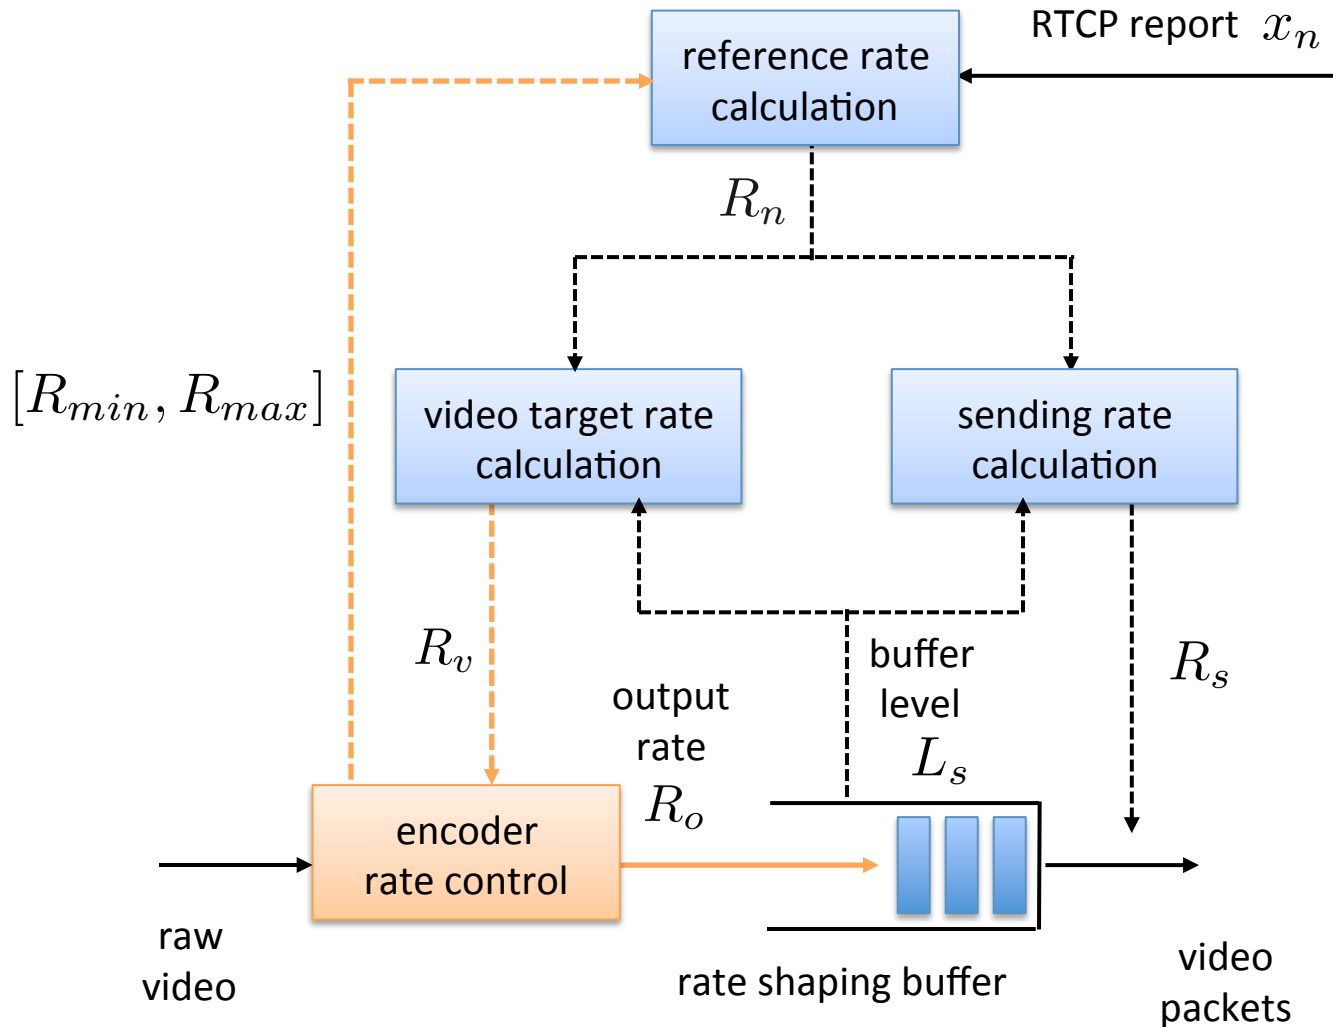 RTCP report x_n
reference rate
calculation
R_n
[R_{min}, R_{max}]
video target rate
calculation
sending rate
calculation
R_v
buffer
level
L_s
R_s
output
rate
R_o
encoder
rate control
raw
video
rate shaping buffer
video
packets